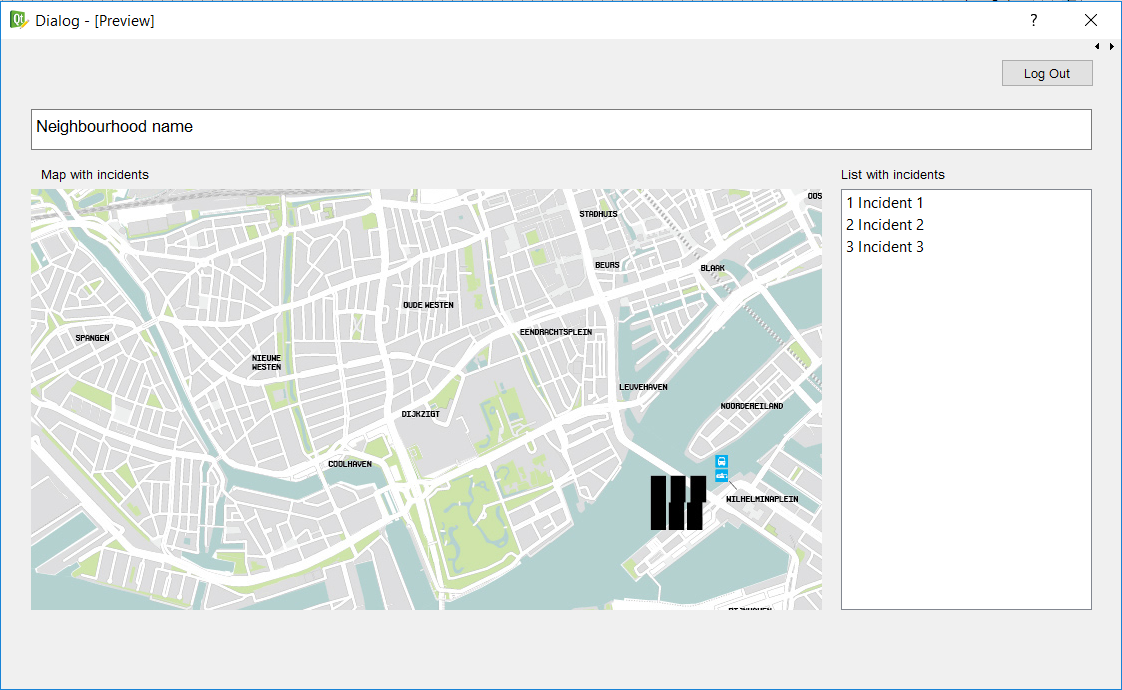 Dialog - [Preview]
?
Log Out
Neighbourhood name
Map with incidents
List with incidents
1 Incident 1
2 Incident 2
3 Incident 3
OOS
STADHUIS
BEURS
BLAAK
OUDE WESTEN
EENDRACHTSPLEIN
SPANGEN
NIEUWE
WESTEN
LEUVEHAVEN
NOORDEREILAND
DIJKZIGT
COOLHAVEN
WILHELMINAPLEIN